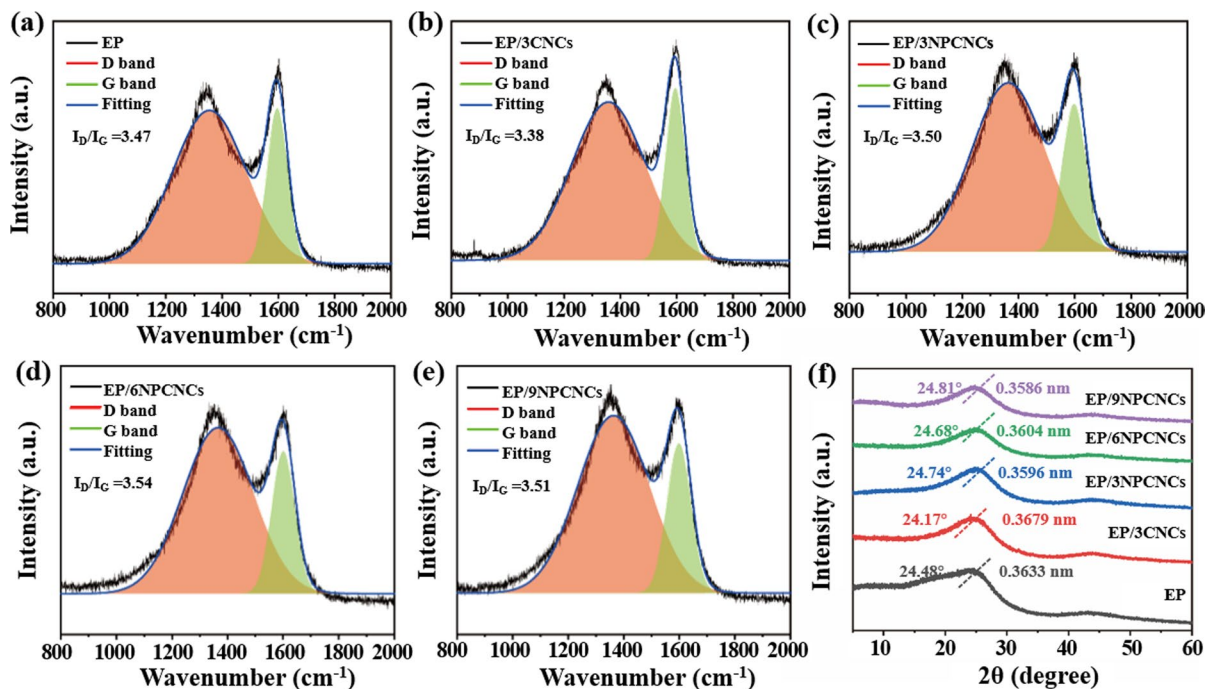 (a)
Intensity (a.u.)
EP
D band
G band
Fitting
I_D/I_G =3.47
800 1000 1200 1400 1600 1800 2000
Wavenumber (cm⁻¹)
(b)
Intensity (a.u.)
EP/3CNCs
D band
G band
Fitting
I_D/I_G =3.38
800 1000 1200 1400 1600 1800 2000
Wavenumber (cm⁻¹)
(c)
Intensity (a.u.)
EP/3NPCNCs
D band
G band
Fitting
I_D/I_G =3.50
800 1000 1200 1400 1600 1800 2000
Wavenumber (cm⁻¹)
(d)
Intensity (a.u.)
EP/6NPCNCs
D band
G band
Fitting
I_D/I_G =3.54
800 1000 1200 1400 1600 1800 2000
Wavenumber (cm⁻¹)
(e)
Intensity (a.u.)
EP/9NPCNCs
D band
G band
Fitting
I_D/I_G =3.51
800 1000 1200 1400 1600 1800 2000
Wavenumber (cm⁻¹)
(f)
Intensity (a.u.)
24.81° 0.3586 nm
EP/9NPCNCs
24.68° 0.3604 nm
EP/6NPCNCs
24.74° 0.3596 nm
EP/3NPCNCs
24.17° 0.3679 nm
EP/3CNCs
24.48° 0.3633 nm
EP
10 20 30 40 50 60
2θ (degree)